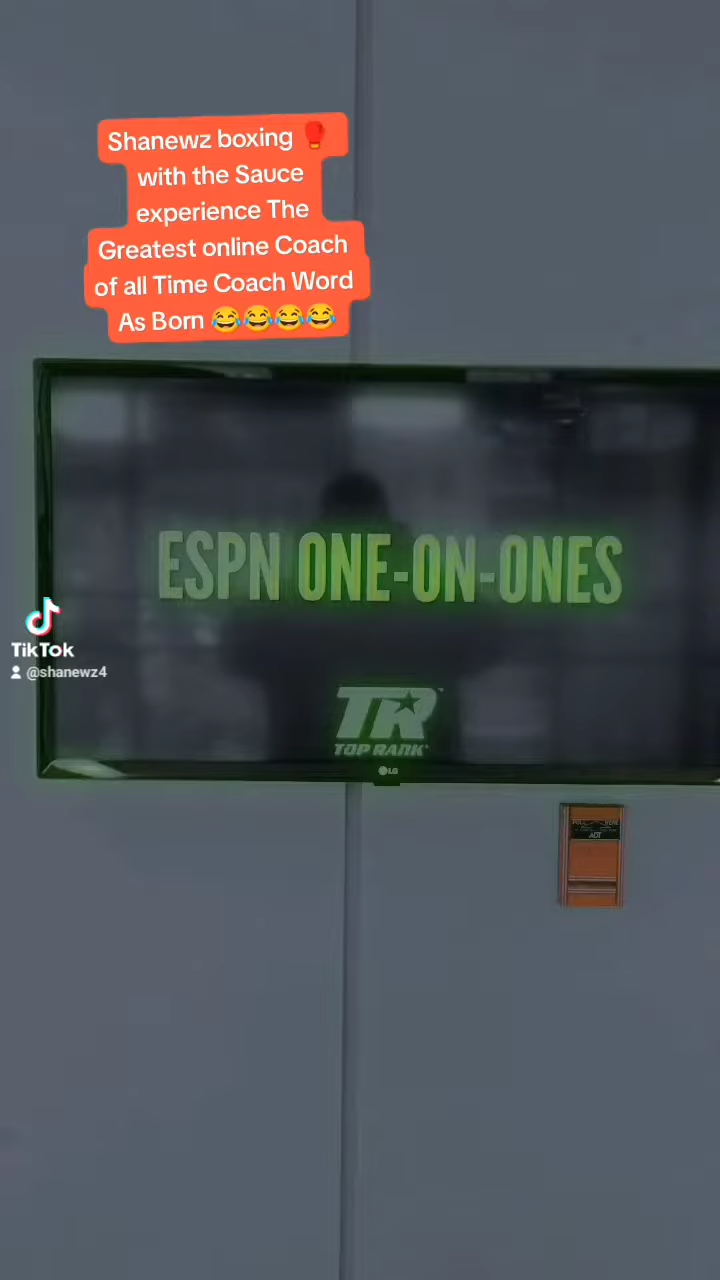 Shanewz boxing 🥊
with the Sauce
experience The
Greatest online Coach
of all Time Coach Word
As Born 😂😂😂😂
ESPN ONE-ON-ONES
TikTok
@shanewz4
TR
TOP RANK
LG
ADT